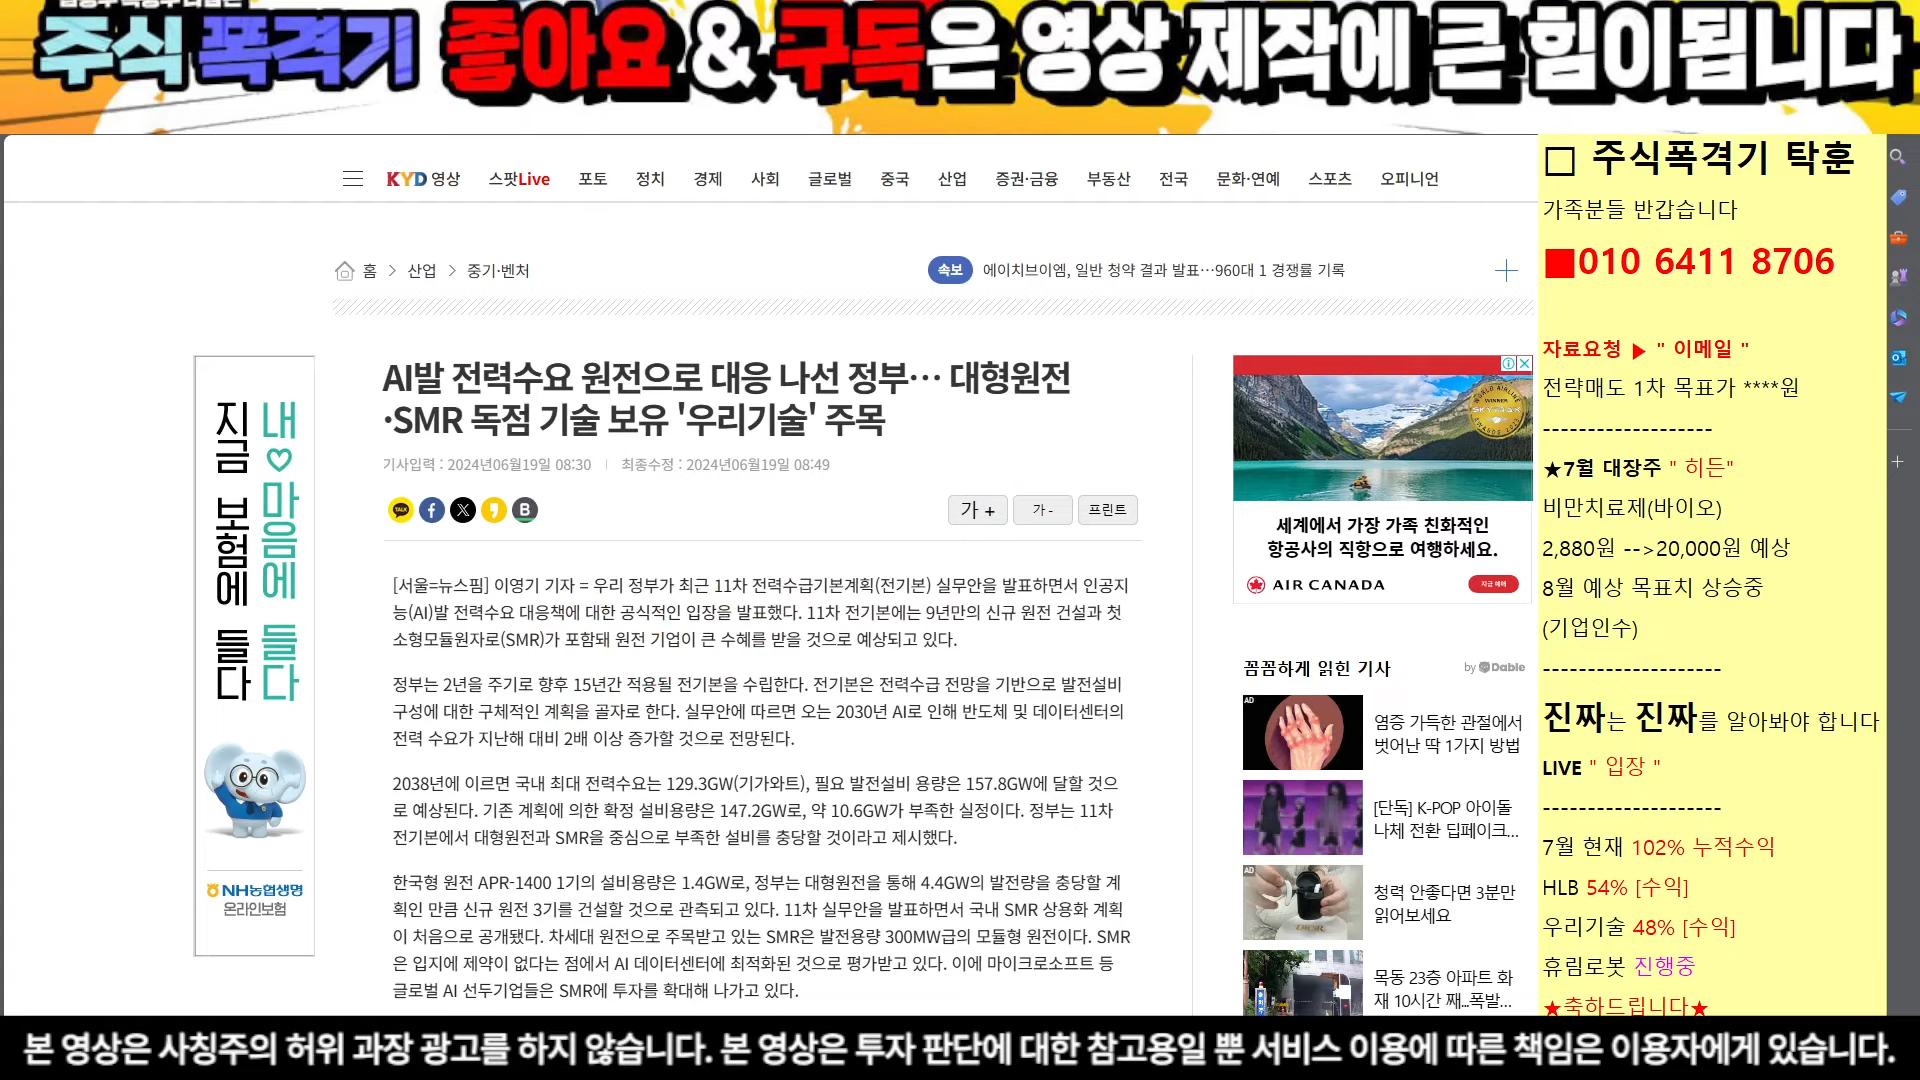 주식 폭격기 좋아요 & 구독은 영상 제작에 큰 힘이됩니다
KYD 영상
스팟Live
포토
정치
경제
사회
글로벌
중국
산업
증권·금융
부동산
전국
문화·연예
스포츠
오피니언
홈 > 산업 > 중기·벤처
속보
에이치브이엠, 일반 청약 결과 발표…960대 1 경쟁률 기록
내♡마음에 들다
지금 보험에 들다
NH농협생명
온라인보험
AI발 전력수요 원전으로 대응 나선 정부… 대형원전
·SMR 독점 기술 보유 '우리기술' 주목
기사입력 : 2024년06월19일 08:30
최종수정 : 2024년06월19일 08:49
TALK
B
가 +
가 -
프린트
[서울=뉴스핌] 이영기 기자 = 우리 정부가 최근 11차 전력수급기본계획(전기본) 실무안을 발표하면서 인공지
능(AI)발 전력수요 대응책에 대한 공식적인 입장을 발표했다. 11차 전기본에는 9년만의 신규 원전 건설과 첫
소형모듈원자로(SMR)가 포함돼 원전 기업이 큰 수혜를 받을 것으로 예상되고 있다.
정부는 2년을 주기로 향후 15년간 적용될 전기본을 수립한다. 전기본은 전력수급 전망을 기반으로 발전설비
구성에 대한 구체적인 계획을 골자로 한다. 실무안에 따르면 오는 2030년 AI로 인해 반도체 및 데이터센터의
전력 수요가 지난해 대비 2배 이상 증가할 것으로 전망된다.
2038년에 이르면 국내 최대 전력수요는 129.3GW(기가와트), 필요 발전설비 용량은 157.8GW에 달할 것으
로 예상된다. 기존 계획에 의한 확정 설비용량은 147.2GW로, 약 10.6GW가 부족한 실정이다. 정부는 11차
전기본에서 대형원전과 SMR을 중심으로 부족한 설비를 충당할 것이라고 제시했다.
한국형 원전 APR-1400 1기의 설비용량은 1.4GW로, 정부는 대형원전을 통해 4.4GW의 발전량을 충당할 계
획인 만큼 신규 원전 3기를 건설할 것으로 관측되고 있다. 11차 실무안을 발표하면서 국내 SMR 상용화 계획
이 처음으로 공개됐다. 차세대 원전으로 주목받고 있는 SMR은 발전용량 300MW급의 모듈형 원전이다. SMR
은 입지에 제약이 없다는 점에서 AI 데이터센터에 최적화된 것으로 평가받고 있다. 이에 마이크로소프트 등
글로벌 AI 선두기업들은 SMR에 투자를 확대해 나가고 있다.
WORLD AIRLINE
WINNER
SKYTRAX
AWARDS
세계에서 가장 가족 친화적인
항공사의 직항으로 여행하세요.
AIR CANADA
지금 예매
꼼꼼하게 읽힌 기사
by Dable
AD
염증 가득한 관절에서
벗어난 딱 1가지 방법
[단독] K-POP 아이돌
나체 전환 딥페이크...
AD
DIOR
청력 안좋다면 3분만
읽어보세요
목동 23층 아파트 화
재 10시간 째...폭발...
□ 주식폭격기 탁훈
가족분들 반갑습니다
■010 6411 8706
자료요청 ▶ " 이메일 "
전략매도 1차 목표가 ****원
-------------------
★7월 대장주 " 히든"
비만치료제(바이오)
2,880원 -->20,000원 예상
8월 예상 목표치 상승중
(기업인수)
--------------------
진짜는 진짜를 알아봐야 합니다
LIVE " 입장 "
--------------------
7월 현재 102% 누적수익
HLB 54% [수익]
우리기술 48% [수익]
휴림로봇 진행중
★축하드립니다★
본 영상은 사칭주의 허위 과장 광고를 하지 않습니다. 본 영상은 투자 판단에 대한 참고용일 뿐 서비스 이용에 따른 책임은 이용자에게 있습니다.